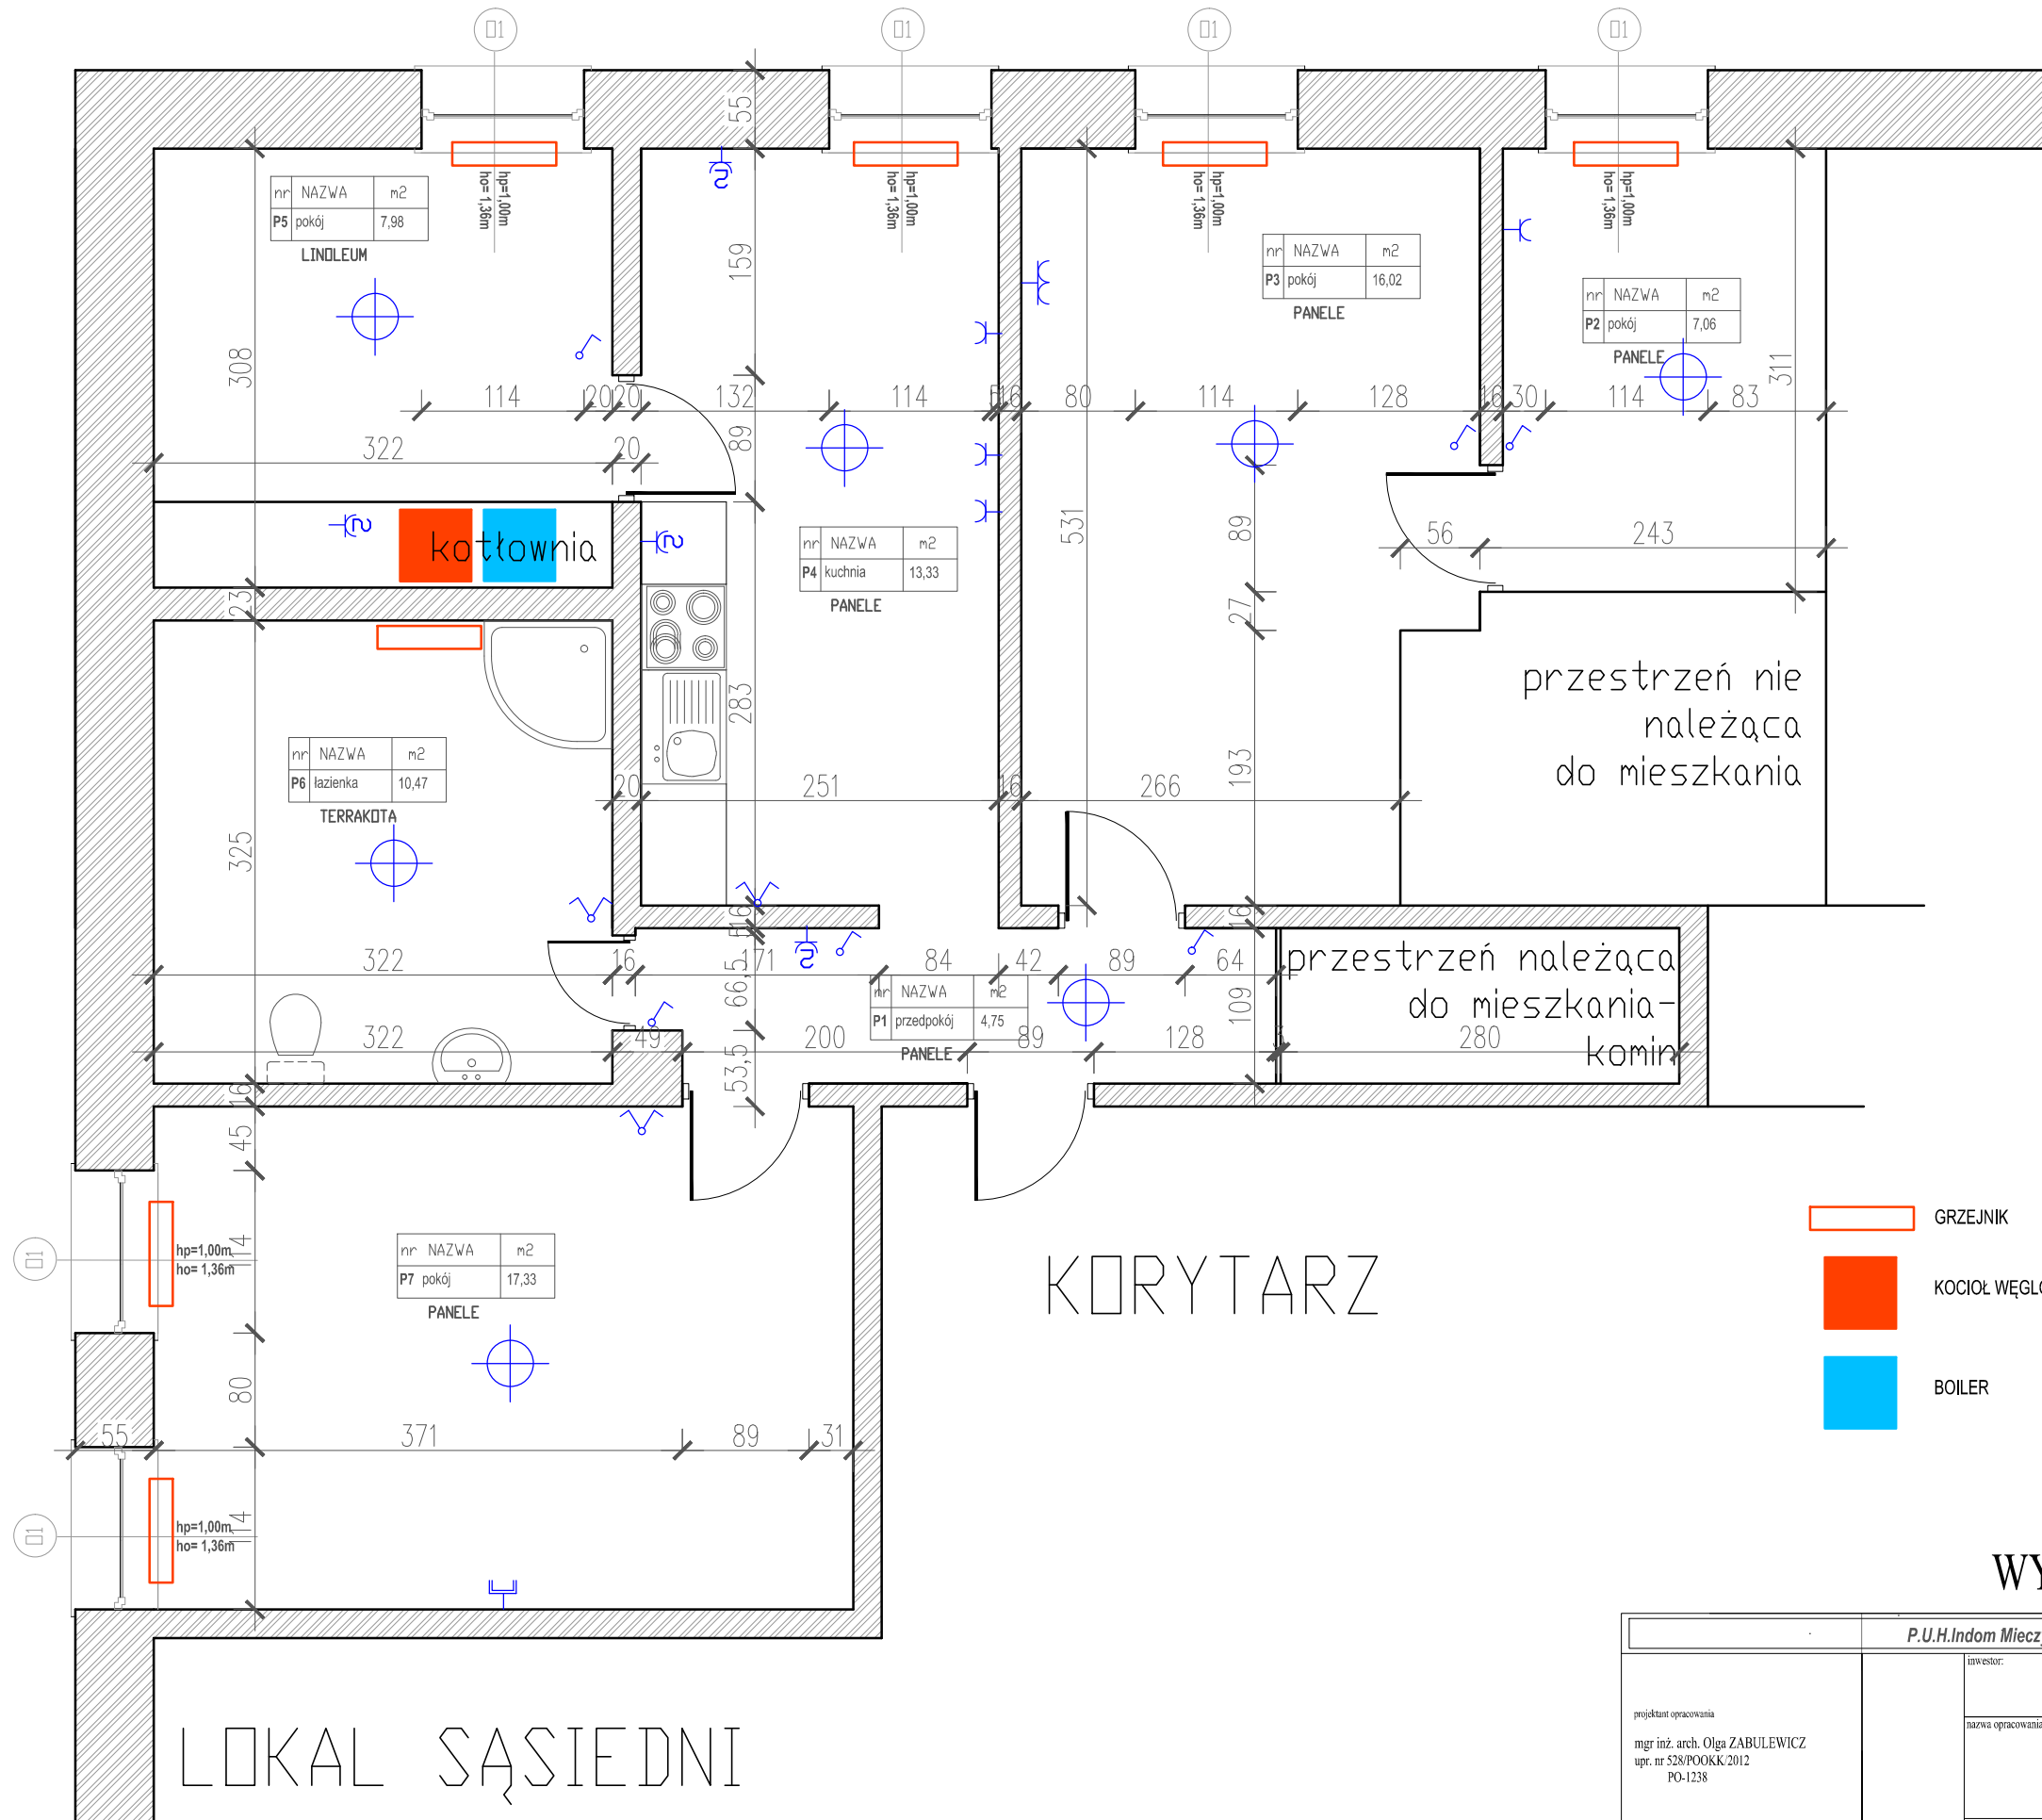 01
01
01
01
55
nr NAZWA m2
P5 pokój 7,98
LINOLEUM
hp=1,00m
ho= 1,36m
hp=1,00m
ho= 1,36m
hp=1,00m
ho= 1,36m
hp=1,00m
ho= 1,36m
nr NAZWA m2
P3 pokój 16,02
PANELE
nr NAZWA m2
P2 pokój 7,06
PANELE
159
308
311
114 20 20 132 114 5 16 80 114 128 16 30 114 83
89
322 20
531
89
56 243
kotłownia
nr NAZWA m2
P4 kuchnia 13,33
PANELE
23
27
283
193
przestrzeń nie
należąca
do mieszkania
nr NAZWA m2
P6 łazienka 10,47
TERRAKOTA
20 251 16 266
325
16
16
322 16 171 84 42 89 64
66,5
109
przestrzeń należąca
do mieszkania-
komin
nr NAZWA m2
P1 przedpokój 4,75
PANELE
322 49 200 89 128 280
53,5
16
45
114
01
hp=1,00m
ho= 1,36m
nr NAZWA m2
P7 pokój 17,33
PANELE
KORYTARZ
GRZEJNIK
KOCIOŁ WĘGLO
BOILER
80
55 371 89 31
114
01
hp=1,00m
ho= 1,36m
WY
P.U.H.Indom Miecz
inwestor:
projektant opracowania
nazwa opracowania
mgr inż. arch. Olga ZABULEWICZ
upr. nr 528/POOKK/2012
PO-1238
LOKAL SĄSIEDNI